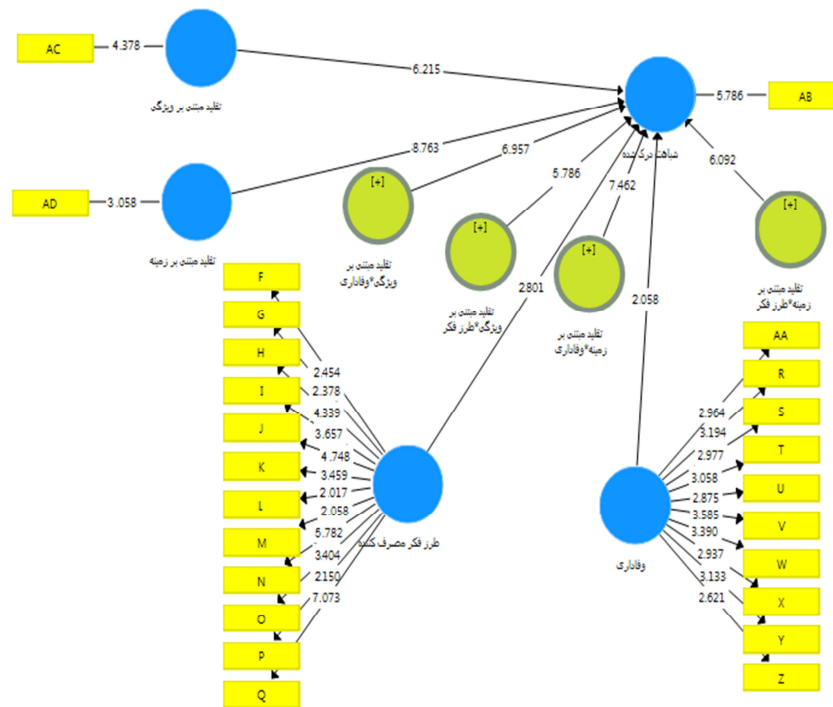 AC
4.378
تقلید مبتنی بر ویژگی
6.215
5.786
AB
شباهت درک شده
8.763
6.957
5.786
7.462
6.092
AD
3.058
تقلید مبتنی بر زمینه
[+]
تقلید مبتنی بر
ویژگی*وفاداری
[+]
تقلید مبتنی بر
ویژگی*طرز فکر
[+]
تقلید مبتنی بر
زمینه*وفاداری
[+]
تقلید مبتنی بر
زمینه*طرز فکر
2.801
2.058
F
G
H
I
J
K
L
M
N
O
P
Q
2.454
2.378
4.339
3.657
4.748
3.459
2.017
2.058
5.782
3.404
2150
7.073
طرز فکر مصرف کننده
AA
R
S
T
U
V
W
X
Y
Z
2.964
3.194
2.977
3.058
2.875
3.585
3.390
2.937
3.133
2.621
وفاداری